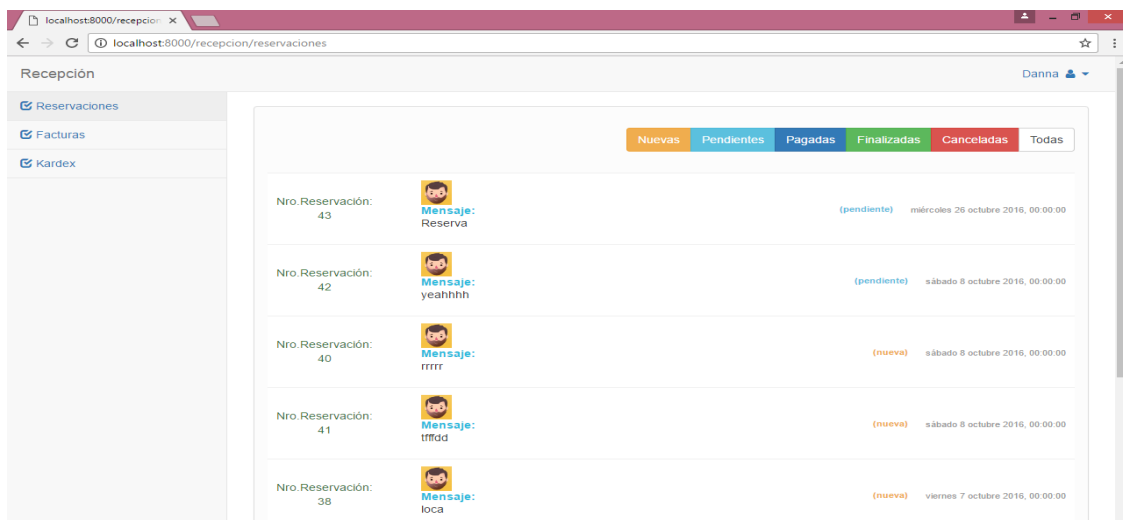 localhost:8000/recepcion
localhost:8000/recepcion/reservaciones
Recepción
Danna
Reservaciones
Facturas
Kardex
Nuevas Pendientes Pagadas Finalizadas Canceladas Todas
Nro.Reservación:
43
Mensaje:
Reserva
(pendiente) miércoles 26 octubre 2016, 00:00:00
Nro.Reservación:
42
Mensaje:
yeahhhh
(pendiente) sábado 8 octubre 2016, 00:00:00
Nro.Reservación:
40
Mensaje:
rrrrr
(nueva) sábado 8 octubre 2016, 00:00:00
Nro.Reservación:
41
Mensaje:
tfffdd
(nueva) sábado 8 octubre 2016, 00:00:00
Nro.Reservación:
38
Mensaje:
loca
(nueva) viernes 7 octubre 2016, 00:00:00